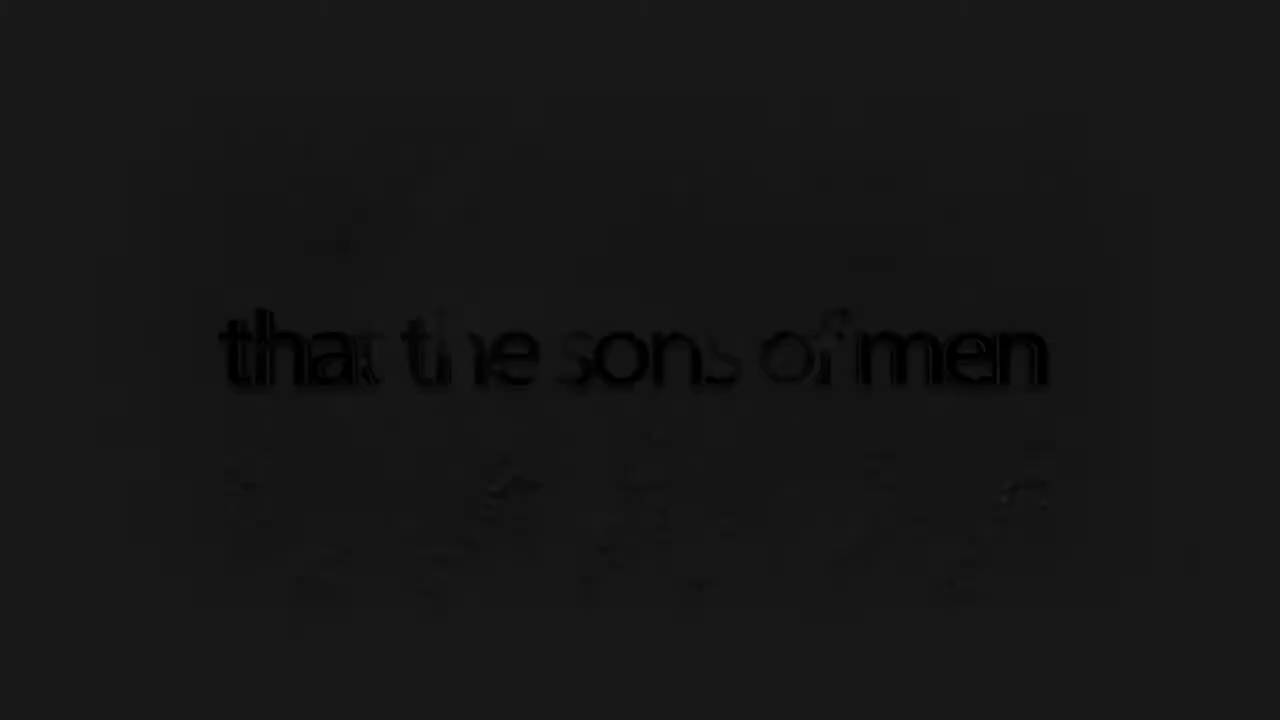 that the sons of men